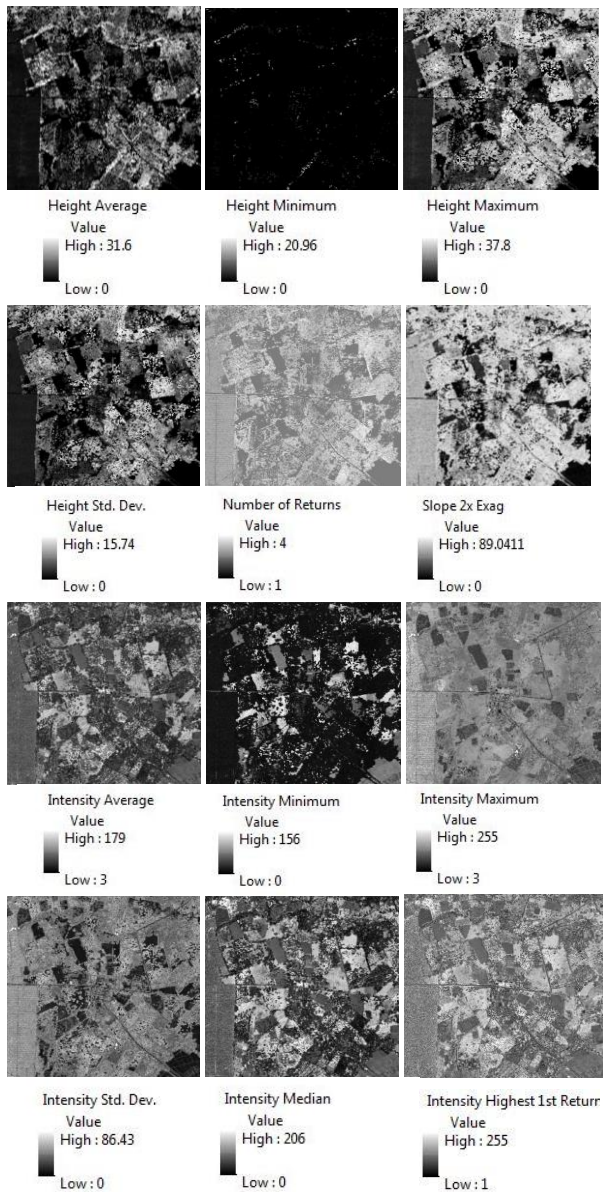 Height Average
Value
High : 31.6
Low : 0
Height Minimum
Value
High : 20.96
Low : 0
Height Maximum
Value
High : 37.8
Low : 0
Height Std. Dev.
Value
High : 15.74
Low : 0
Number of Returns
Value
High : 4
Low : 1
Slope 2x Exag
Value
High : 89.0411
Low : 0
Intensity Average
Value
High : 179
Low : 3
Intensity Minimum
Value
High : 156
Low : 0
Intensity Maximum
Value
High : 255
Low : 3
Intensity Std. Dev.
Value
High : 86.43
Low : 0
Intensity Median
Value
High : 206
Low : 0
Intensity Highest 1st Return
Value
High : 255
Low : 1